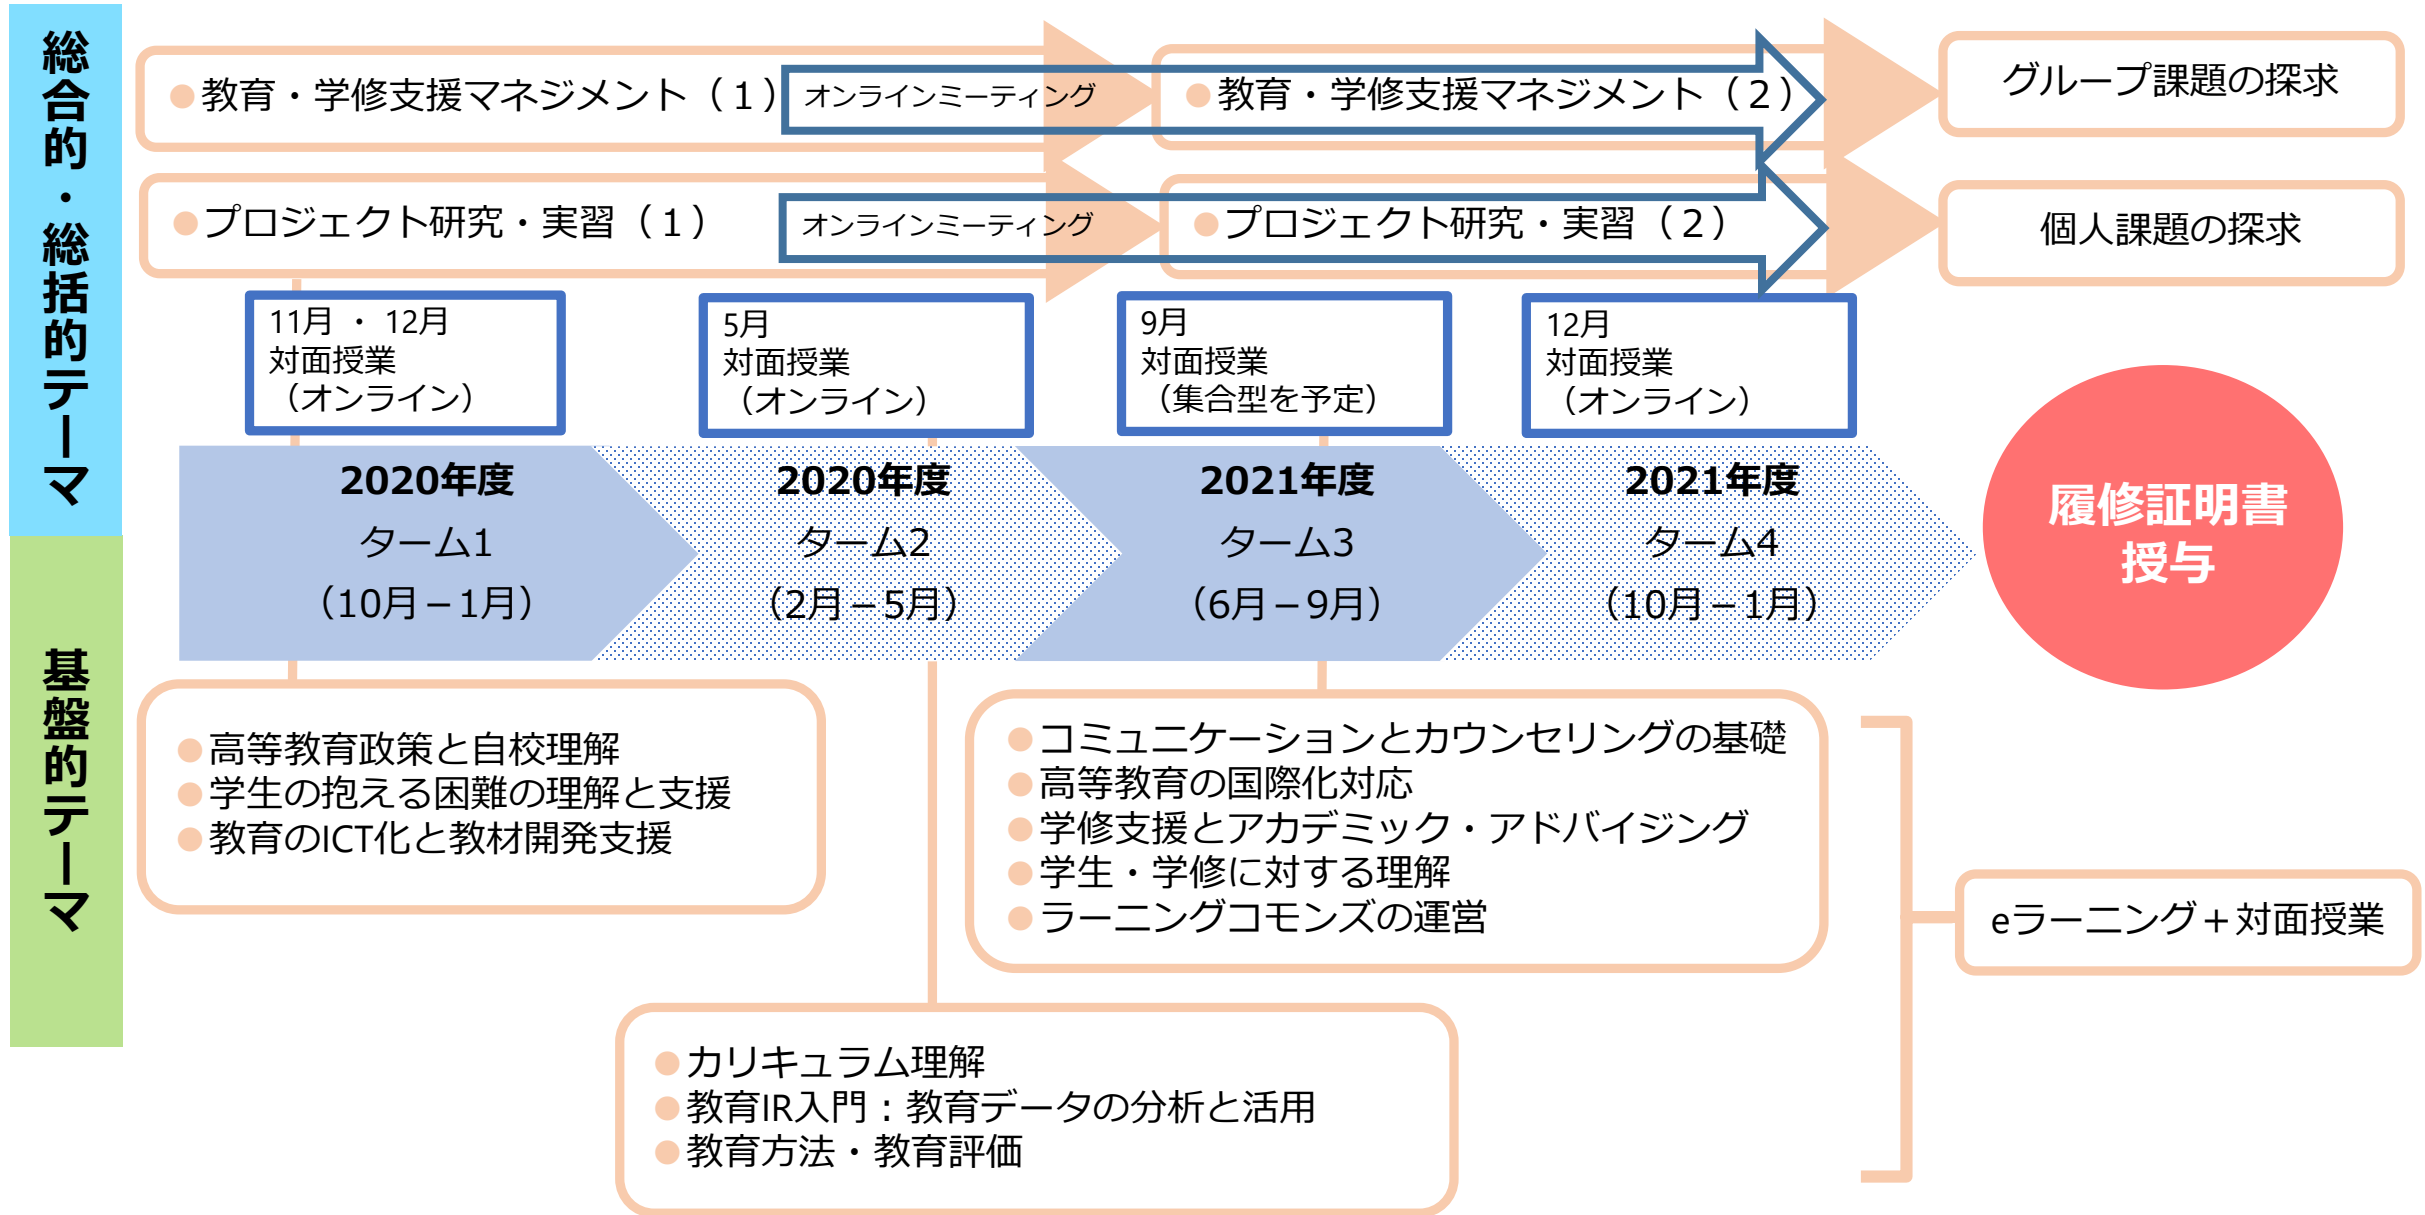 総合的・総括的テーマ
●教育・学修支援マネジメント（１）
オンラインミーティング
●教育・学修支援マネジメント（２）
グループ課題の探求
●プロジェクト研究・実習（１）
オンラインミーティング
●プロジェクト研究・実習（２）
個人課題の探求
11月 ・ 12月
対面授業
（オンライン）
5月
対面授業
（オンライン）
9月
対面授業
（集合型を予定）
12月
対面授業
（オンライン）
2020年度
ターム1
（10月－1月）
2020年度
ターム2
（2月－5月）
2021年度
ターム3
（6月－9月）
2021年度
ターム4
（10月－1月）
履修証明書
授与
基盤的テーマ
●高等教育政策と自校理解
●学生の抱える困難の理解と支援
●教育のICT化と教材開発支援
●コミュニケーションとカウンセリングの基礎
●高等教育の国際化対応
●学修支援とアカデミック・アドバイジング
●学生・学修に対する理解
●ラーニングコモンズの運営
eラーニング＋対面授業
●カリキュラム理解
●教育IR入門：教育データの分析と活用
●教育方法・教育評価